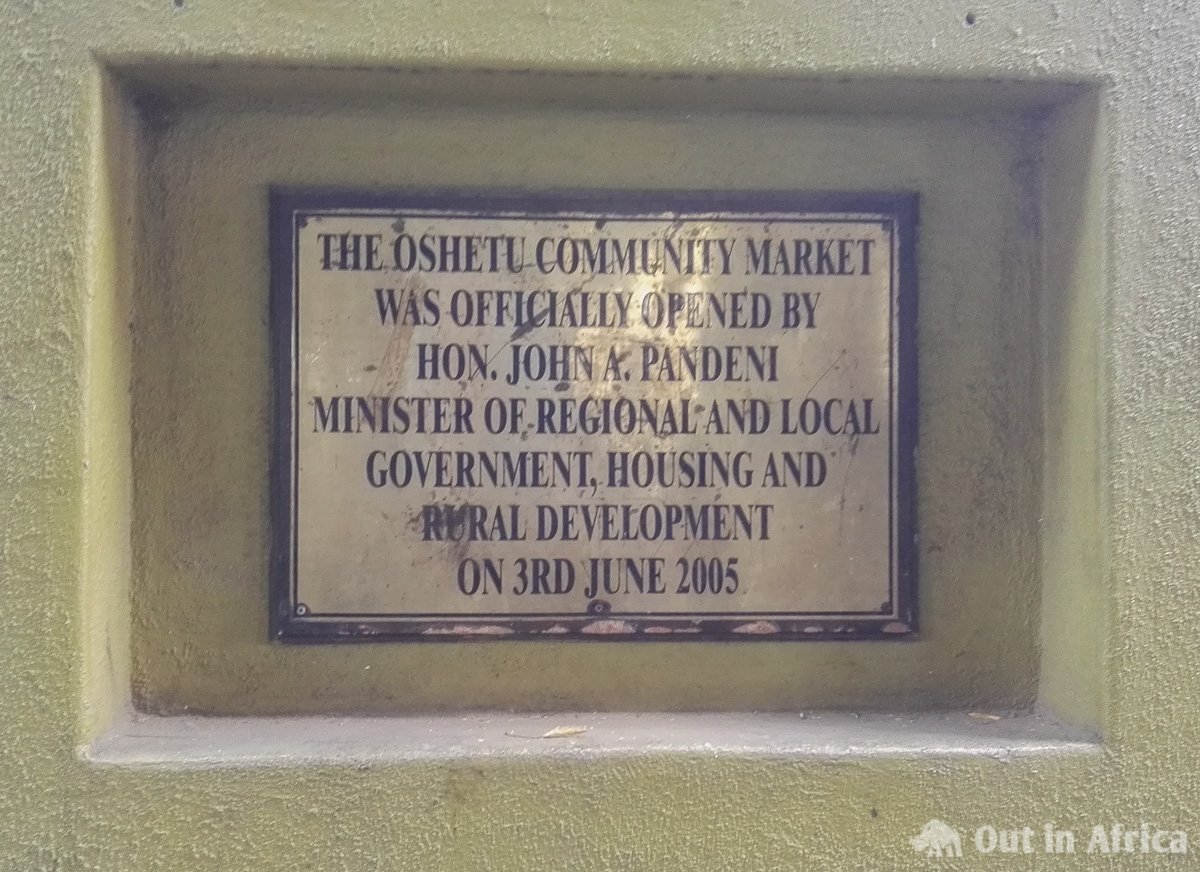 THE OSHETU COMMUNITY MARKET
WAS OFFICIALLY OPENED BY
HON. JOHN A. PANDENI
MINISTER OF REGIONAL AND LOCAL
GOVERNMENT, HOUSING AND
RURAL DEVELOPMENT
ON 3RD JUNE 2005
Out in Africa